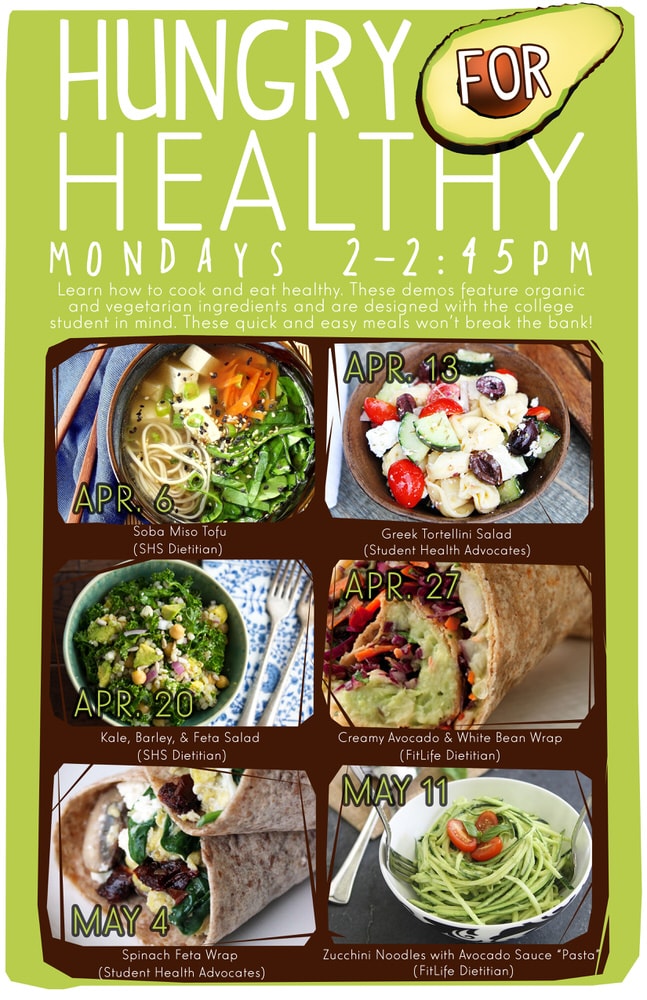 HUNGRY FOR
HEALTHY
MONDAYS 2-2:45PM
Learn how to cook and eat healthy. These demos feature organic
and vegetarian ingredients and are designed with the college
student in mind. These quick and easy meals won't break the bank!
APR. 6
Soba Miso Tofu
(SHS Dietitian)
APR. 13
Greek Tortellini Salad
(Student Health Advocates)
APR. 20
Kale, Barley, & Feta Salad
(SHS Dietitian)
APR. 27
Creamy Avocado & White Bean Wrap
(FitLife Dietitian)
MAY 4
Spinach Feta Wrap
(Student Health Advocates)
MAY 11
Zucchini Noodles with Avocado Sauce "Pasta"
(FitLife Dietitian)